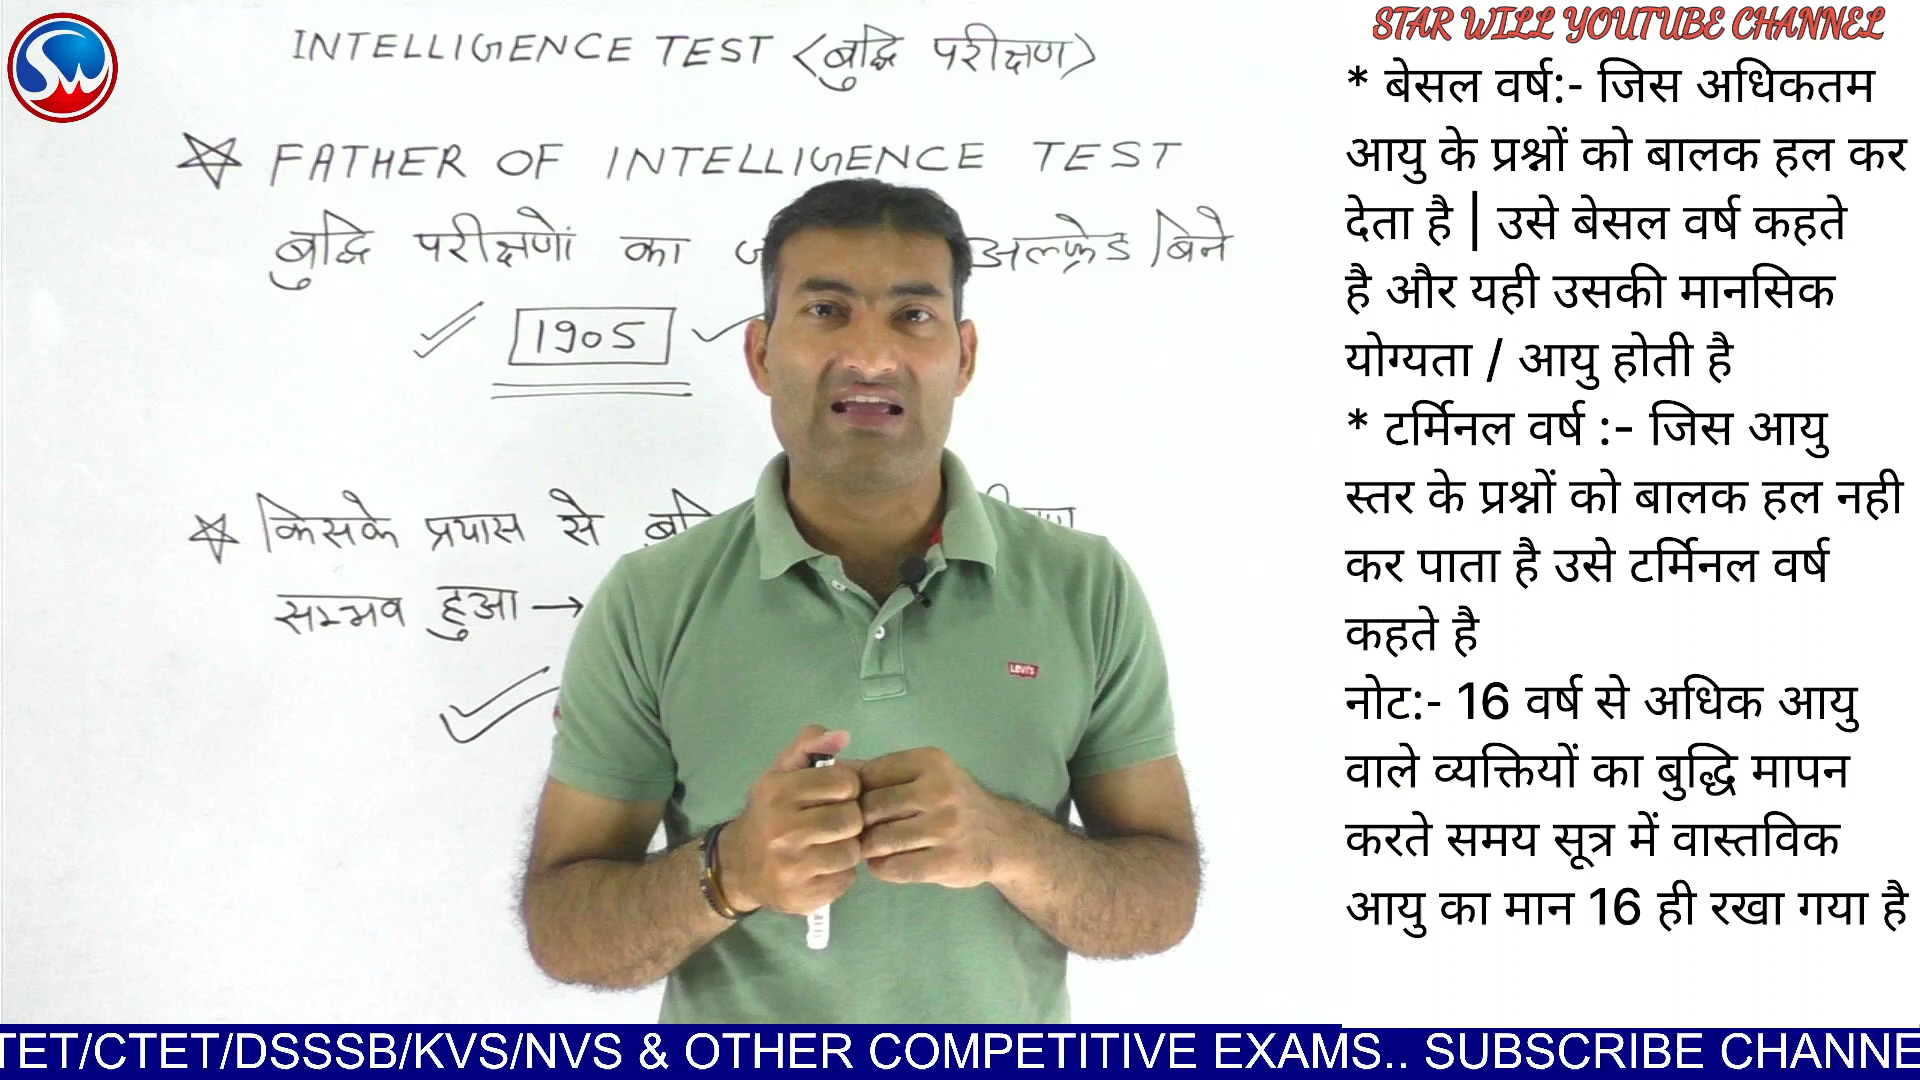 SW
INTELLIGENCE TEST (बुद्धि परीक्षण)
FATHER OF INTELLIGENCE TEST
बुद्धि परीक्षणों का अल्फ्रेड बिने
1905
किसके प्रयास से
सम्भव हुआ →
LEVI'S
STAR WILL YOUTUBE CHANNEL
* बेसल वर्ष:- जिस अधिकतम
आयु के प्रश्नों को बालक हल कर
देता है | उसे बेसल वर्ष कहते
है और यही उसकी मानसिक
योग्यता / आयु होती है
* टर्मिनल वर्ष :- जिस आयु
स्तर के प्रश्नों को बालक हल नही
कर पाता है उसे टर्मिनल वर्ष
कहते है
नोट:- 16 वर्ष से अधिक आयु
वाले व्यक्तियों का बुद्धि मापन
करते समय सूत्र में वास्तविक
आयु का मान 16 ही रखा गया है
TET/CTET/DSSSB/KVS/NVS & OTHER COMPETITIVE EXAMS.. SUBSCRIBE CHANNE